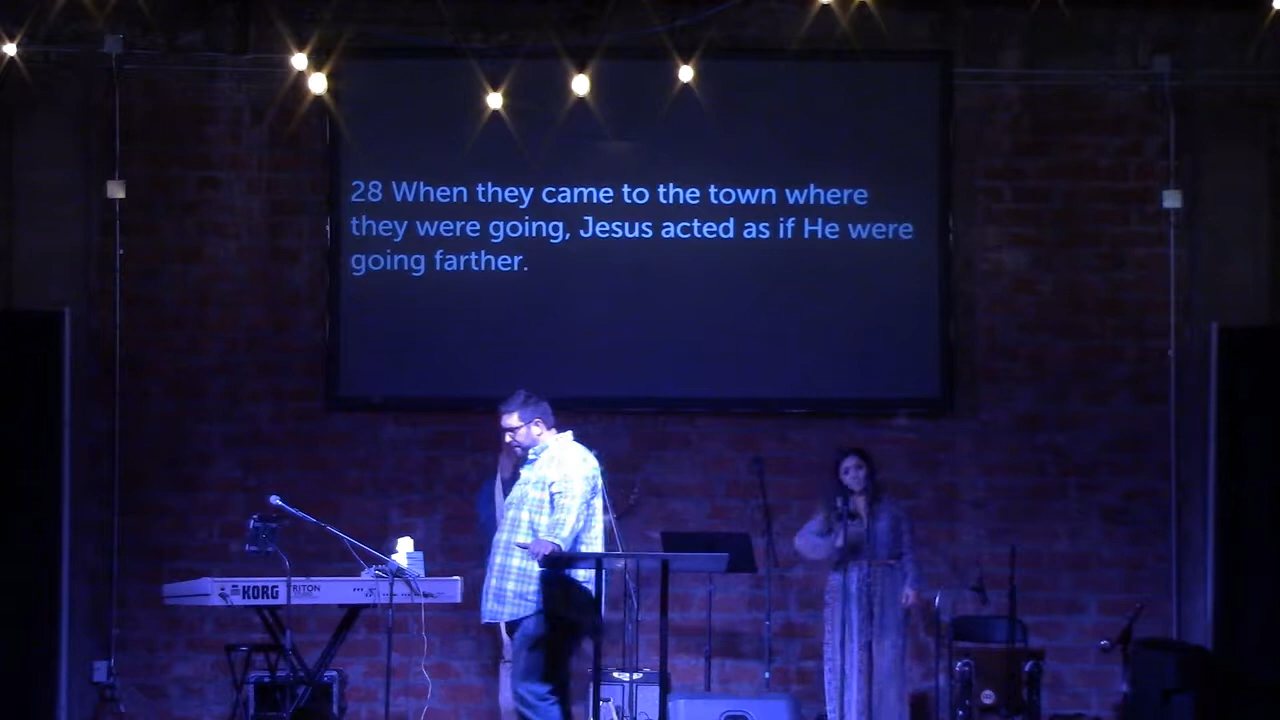 28 When they came to the town where
they were going, Jesus acted as if He were
going farther.
KORG TRITON